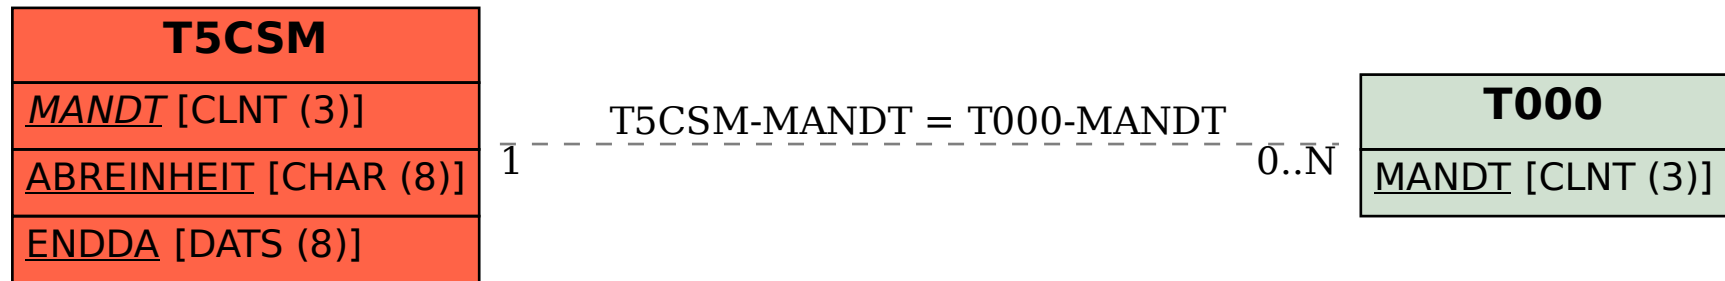 T5CSM
MANDT [CLNT (3)]
ABREINHEIT [CHAR (8)]
ENDDA [DATS (8)]
T5CSM-MANDT = T000-MANDT
1
0..N
T000
MANDT [CLNT (3)]